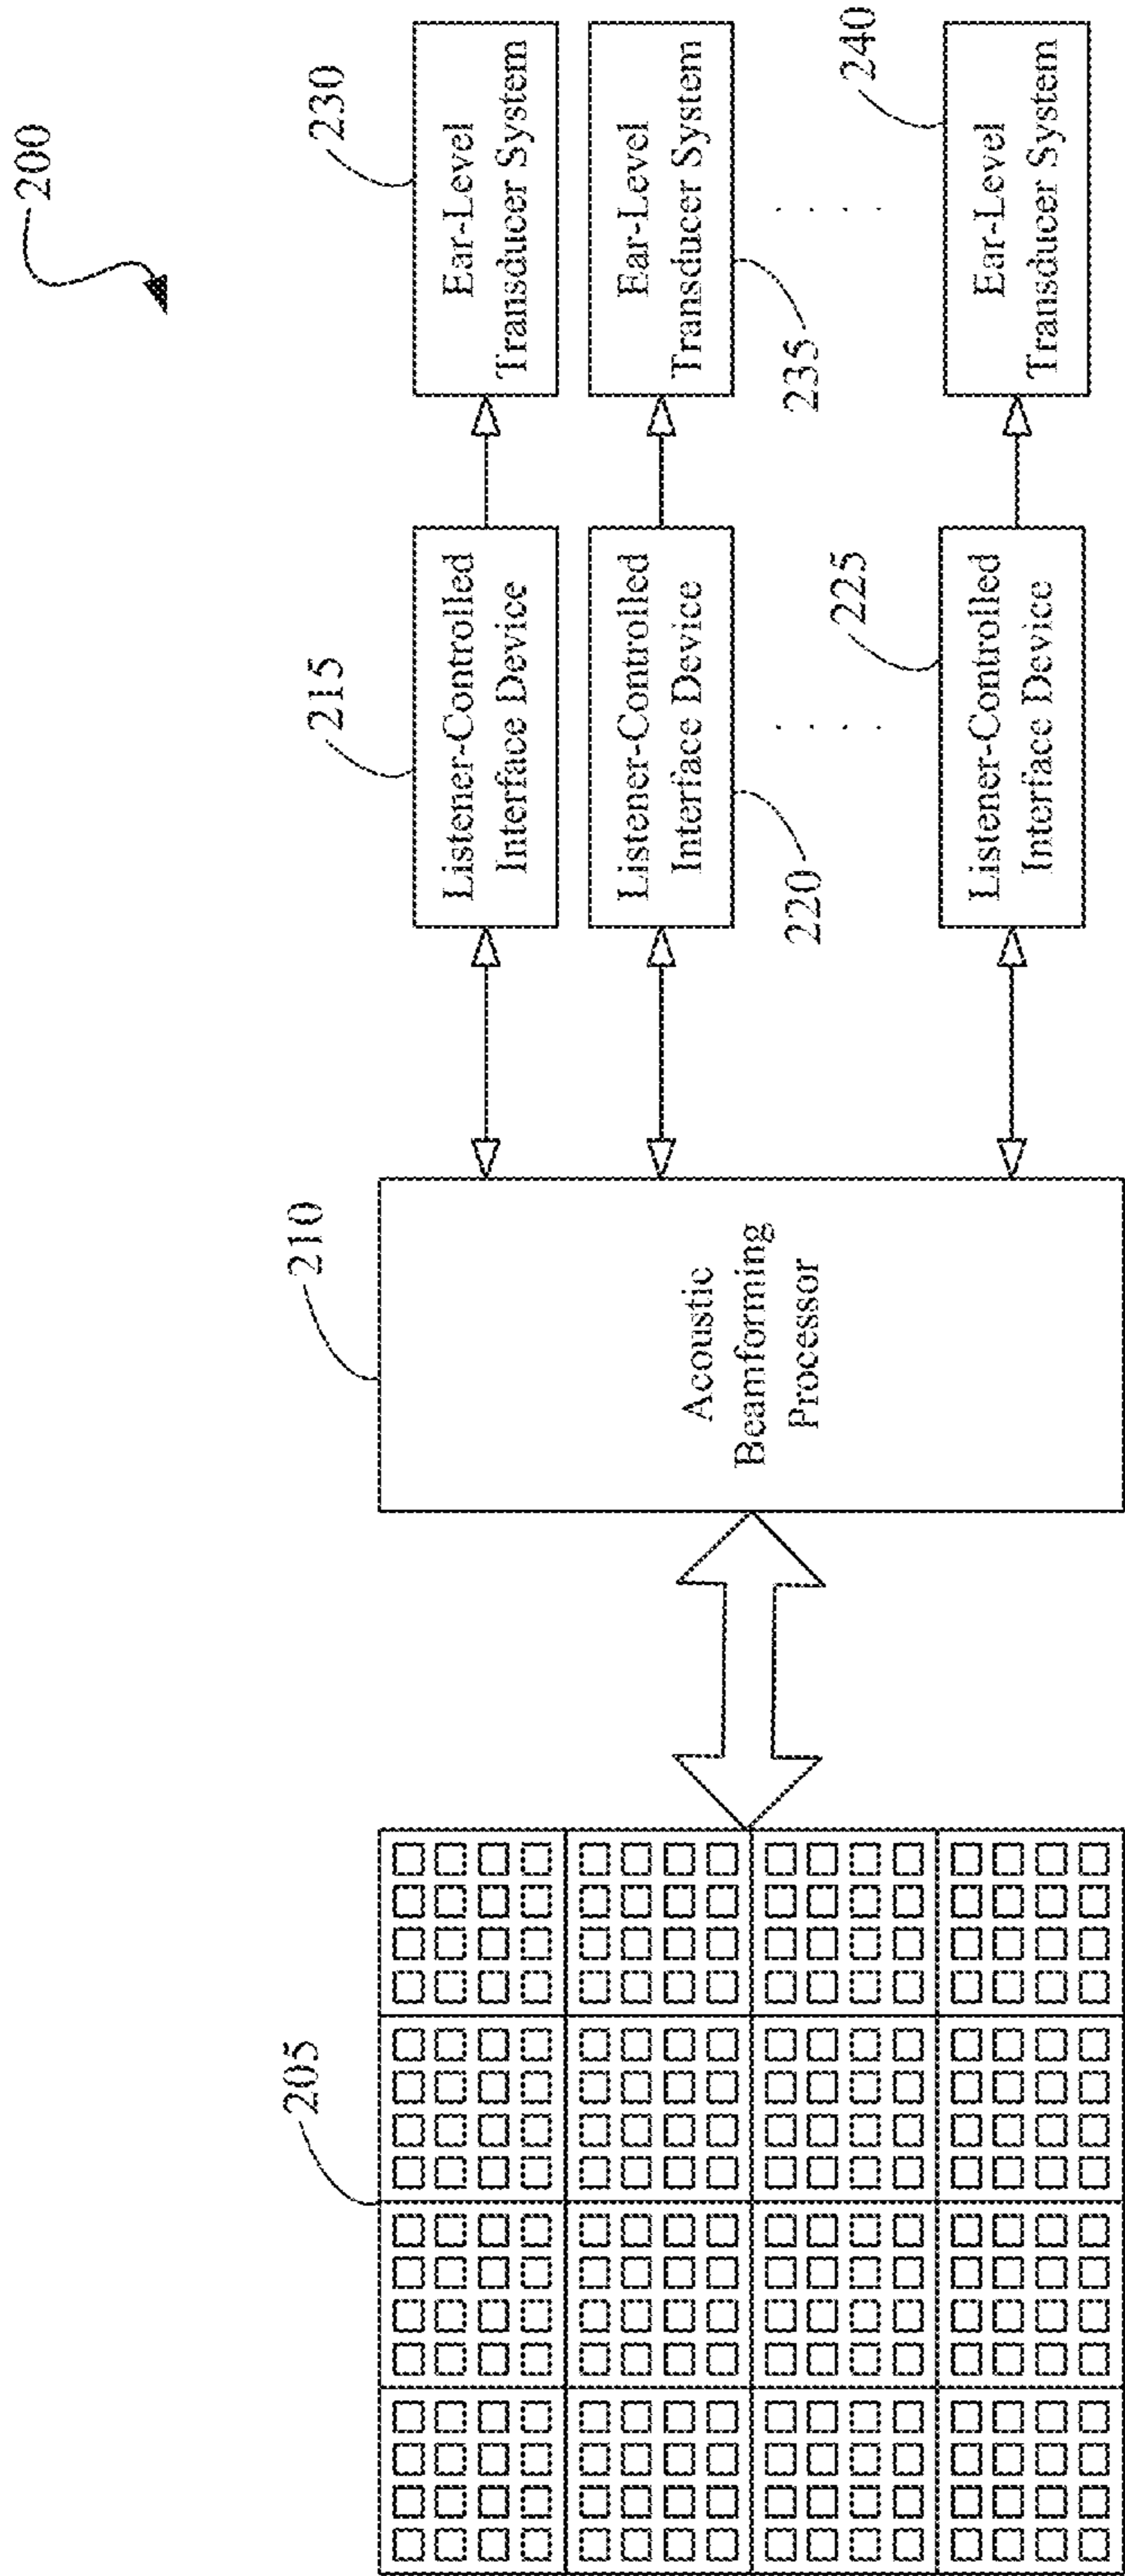 200
205
210
Acoustic
Beamforming
Processor
215
Listener-Controlled
Interface Device
230
Ear-Level
Transducer System
Listener-Controlled
Interface Device
220
Ear-Level
Transducer System
235
. . . .
. . . .
225
Listener-Controlled
Interface Device
240
Ear-Level
Transducer System